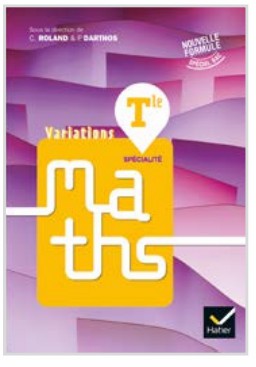 Sous la direction de
C. ROLAND & P. DARTHOS
NOUVELLE
FORMULE
SPÉCIAL BAC
Tle
Variations
SPÉCIALITÉ
Ma
ths
Hatier